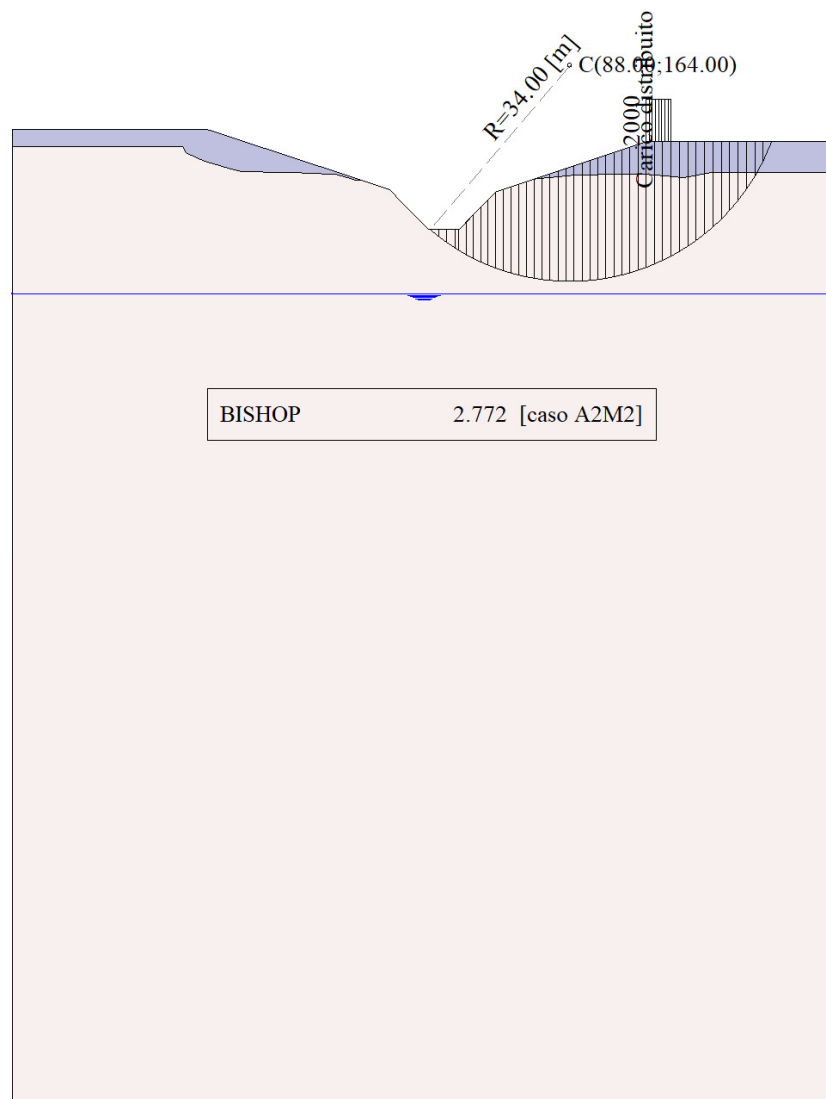 R=34.00 [m]
C(88.00;164.00)
2000
Carico distribuito
BISHOP 2.772 [caso A2M2]